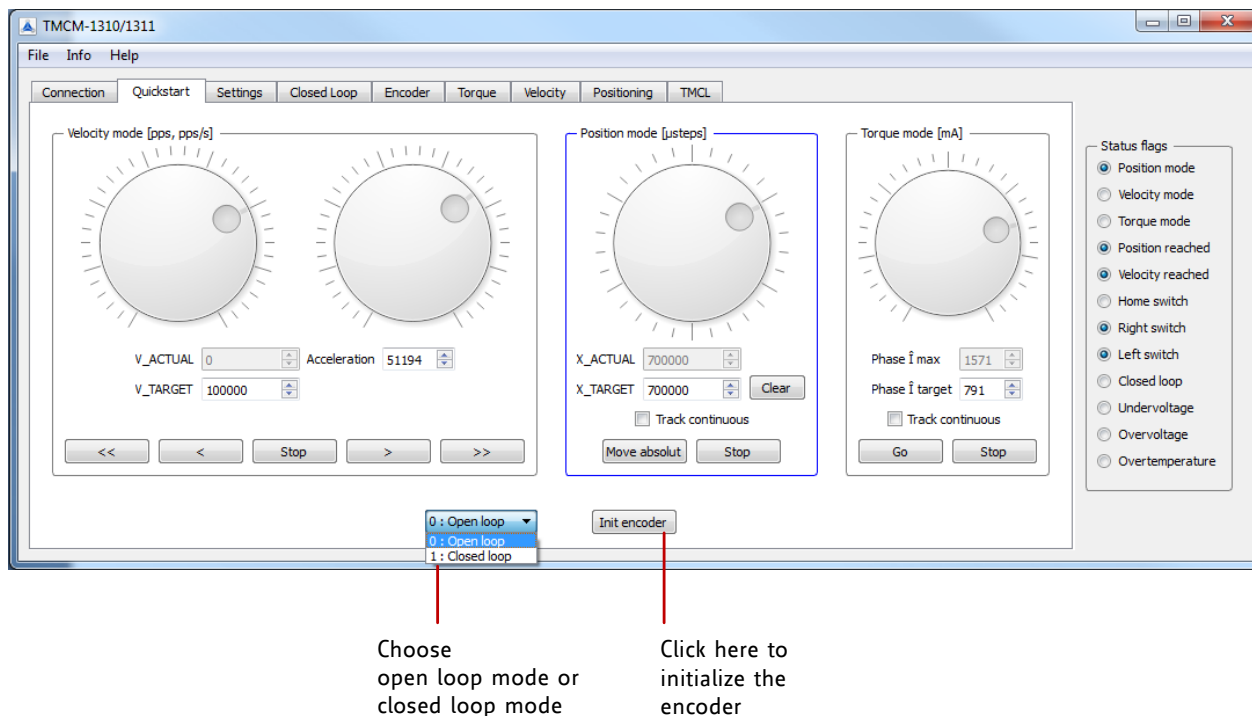 TMCM-1310/1311
File Info Help
Connection Quickstart Settings Closed Loop Encoder Torque Velocity Positioning TMCL
Velocity mode [pps, pps/s]
V_ACTUAL 0 Acceleration 51194
V_TARGET 100000
<< < Stop > >>
Position mode [µsteps]
X_ACTUAL 700000
X_TARGET 700000 Clear
Track continuous
Move absolut Stop
Torque mode [mA]
Phase Î max 1571
Phase Î target 791
Track continuous
Go Stop
Status flags
Position mode
Velocity mode
Torque mode
Position reached
Velocity reached
Home switch
Right switch
Left switch
Closed loop
Undervoltage
Overvoltage
Overtemperature
0 : Open loop
0 : Open loop
1 : Closed loop
Init encoder
Choose
open loop mode or
closed loop mode
Click here to
initialize the
encoder